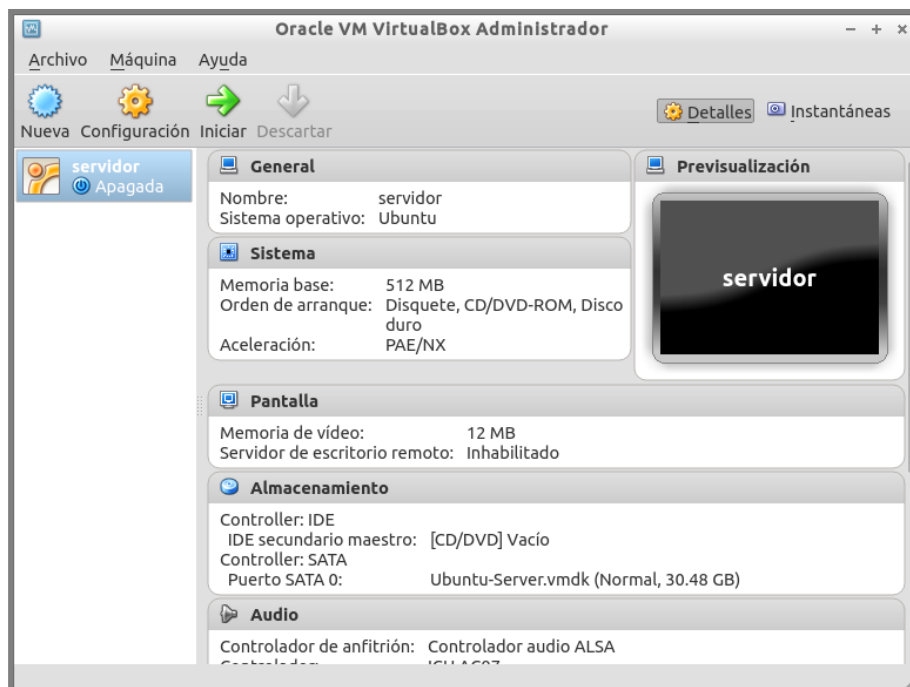 Oracle VM VirtualBox Administrador
Archivo Máquina Ayuda
Nueva Configuración Iniciar Descartar
Detalles Instantáneas
servidor
Apagada
General
Nombre: servidor
Sistema operativo: Ubuntu
Sistema
Memoria base: 512 MB
Orden de arranque: Disquete, CD/DVD-ROM, Disco
duro
Aceleración: PAE/NX
Previsualización
servidor
Pantalla
Memoria de vídeo: 12 MB
Servidor de escritorio remoto: Inhabilitado
Almacenamiento
Controller: IDE
IDE secundario maestro: [CD/DVD] Vacío
Controller: SATA
Puerto SATA 0: Ubuntu-Server.vmdk (Normal, 30.48 GB)
Audio
Controlador de anfitrión: Controlador audio ALSA